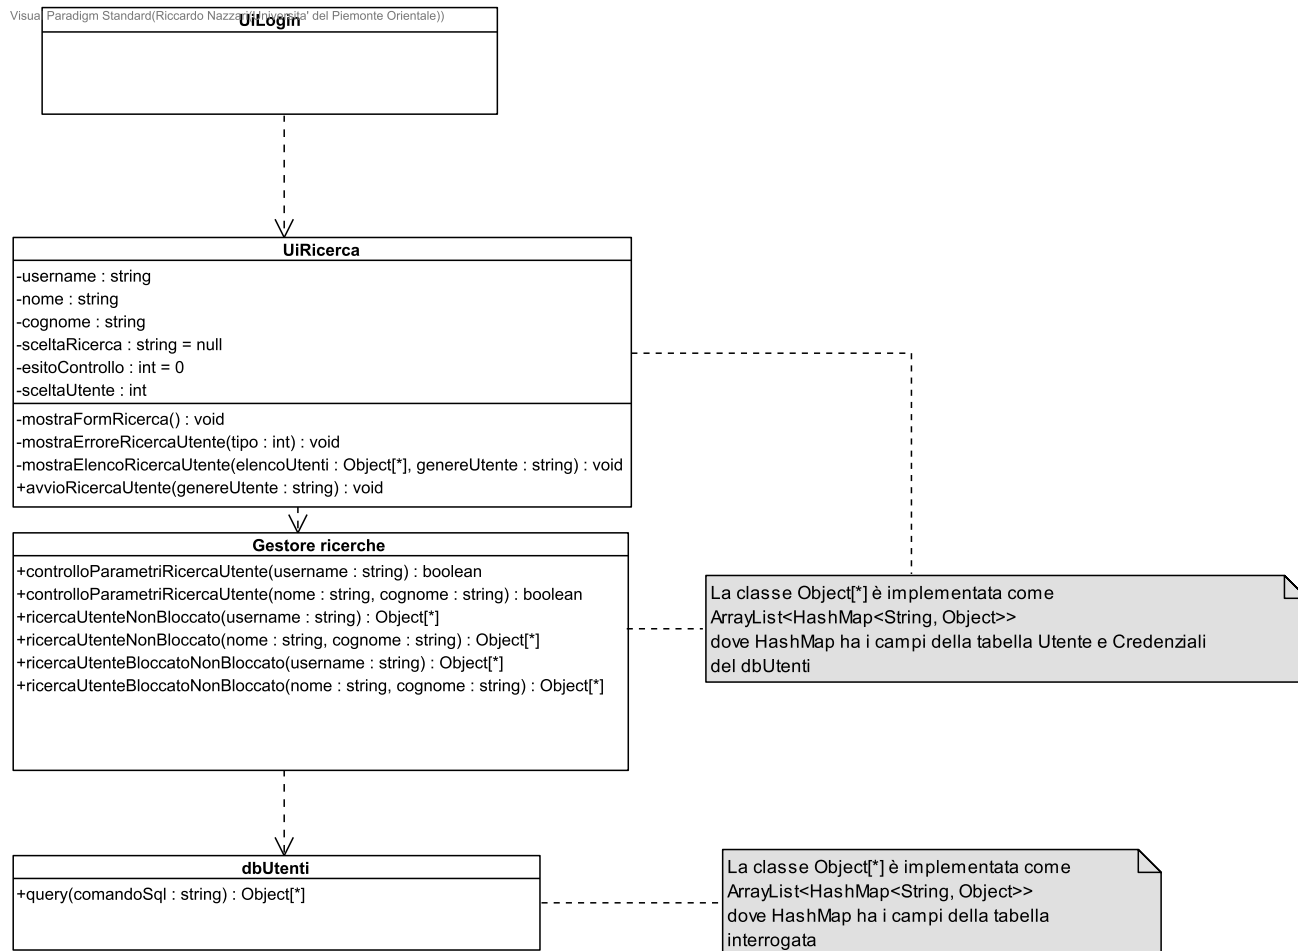 Visual Paradigm Standard(Riccardo Nazzari(Universita' del Piemonte Orientale))
UiLogin
UiRicerca
-username : string
-nome : string
-cognome : string
-sceltaRicerca : string = null
-esitoControllo : int = 0
-sceltaUtente : int
-mostraFormRicerca() : void
-mostraErroreRicercaUtente(tipo : int) : void
-mostraElencoRicercaUtente(elencoUtenti : Object[*], genereUtente : string) : void
+avvioRicercaUtente(genereUtente : string) : void
Gestore ricerche
+controlloParametriRicercaUtente(username : string) : boolean
+controlloParametriRicercaUtente(nome : string, cognome : string) : boolean
+ricercaUtenteNonBloccato(username : string) : Object[*]
+ricercaUtenteNonBloccato(nome : string, cognome : string) : Object[*]
+ricercaUtenteBloccatoNonBloccato(username : string) : Object[*]
+ricercaUtenteBloccatoNonBloccato(nome : string, cognome : string) : Object[*]
La classe Object[*] è implementata come
ArrayList<HashMap<String, Object>>
dove HashMap ha i campi della tabella Utente e Credenziali
del dbUtenti
dbUtenti
+query(comandoSql : string) : Object[*]
La classe Object[*] è implementata come
ArrayList<HashMap<String, Object>>
dove HashMap ha i campi della tabella
interrogata